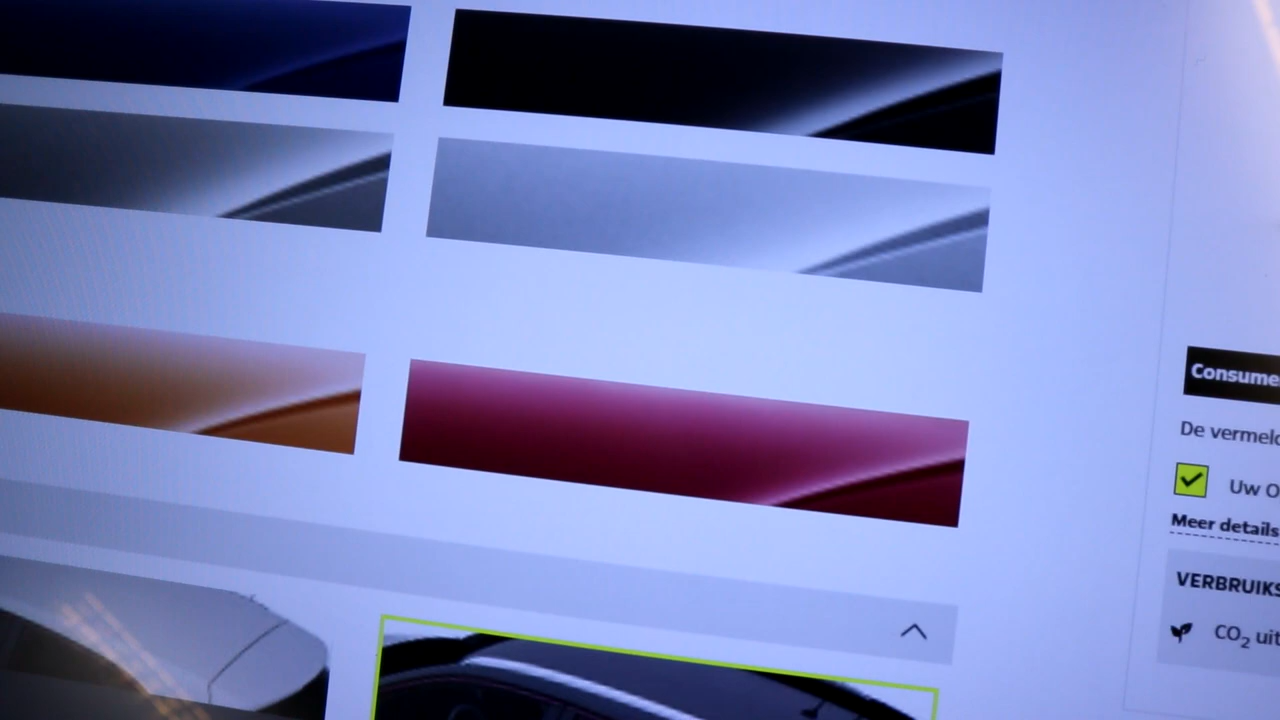 Consume
De vermeld
Uw O
Meer details
VERBRUIKS
CO2 uit